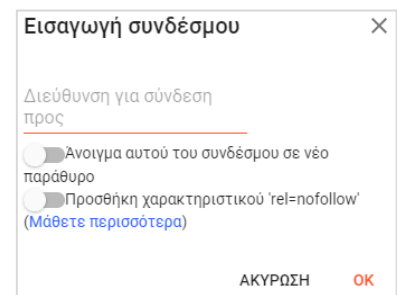 Εισαγωγή συνδέσμου
Διεύθυνση για σύνδεση
προς
Άνοιγμα αυτού του συνδέσμου σε νέο
παράθυρο
Προσθήκη χαρακτηριστικού 'rel=nofollow'
(Μάθετε περισσότερα)
ΑΚΥΡΩΣΗ OK